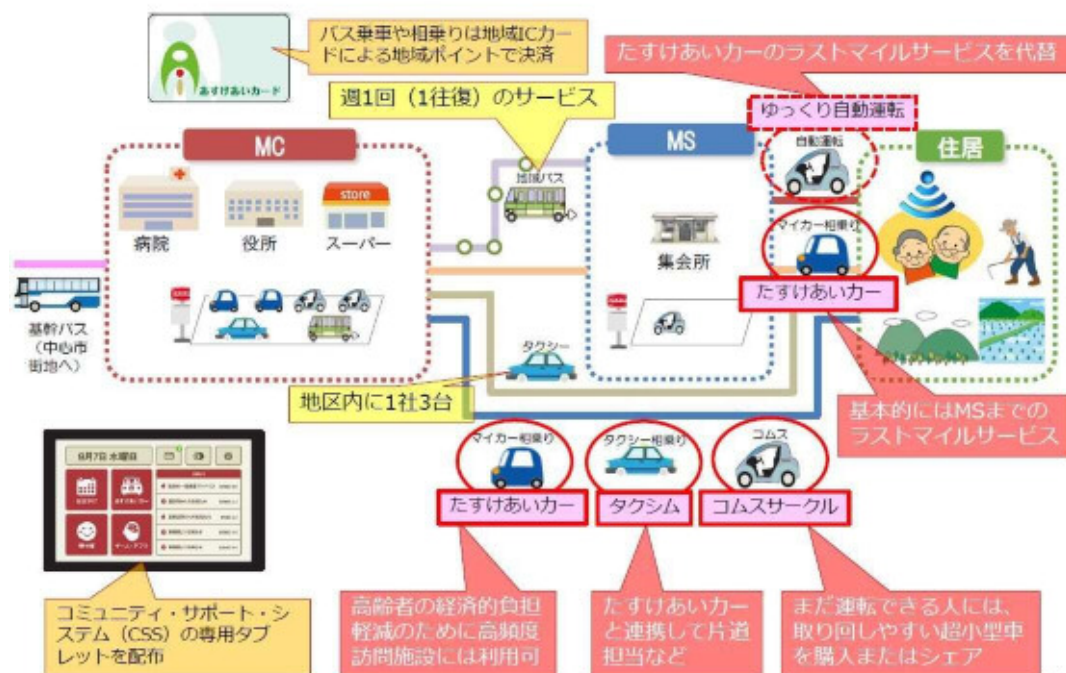 あすけあいカード
バス乗車や相乗りは地域ICカ
ードによる地域ポイントで決済
たすけあいカーのラストマイルサービスを代替
週1回（1往復）のサービス
ゆっくり自動運転
MC
MS
自動運転
住居
地域バス
store
病院
役所
スーパー
集会所
マイカー相乗り
たすけあいカー
基幹バス
（中心市
街地へ）
タクシー
地区内に1社3台
基本的にはMSまでの
ラストマイルサービス
マイカー相乗り
タクシー相乗り
コムス
たすけあいカー
タクシム
コムスサークル
8月7日 水曜日
コミュニティ・サポート・シ
ステム（CSS）の専用タブ
レットを配布
高齢者の経済的負担
軽減のために高頻度
訪問施設には利用可
たすけあいカー
と連携して片道
担当など
まだ運転できる人には、
取り回しやすい超小型車
を購入またはシェア